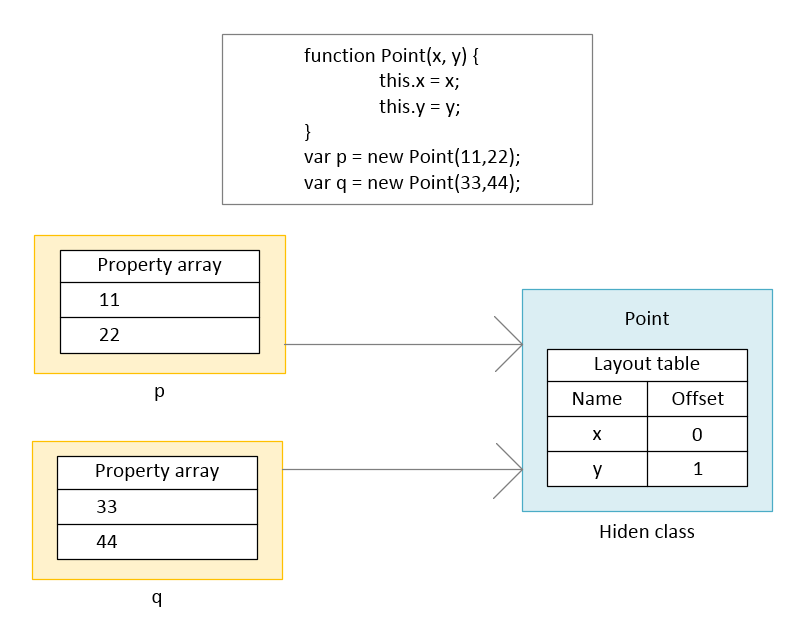 function Point(x, y) {
this.x = x;
this.y = y;
}
var p = new Point(11,22);
var q = new Point(33,44);
Property array
11
22
p
Property array
33
44
q
Point
Layout table
Name Offset
x 0
y 1
Hiden class